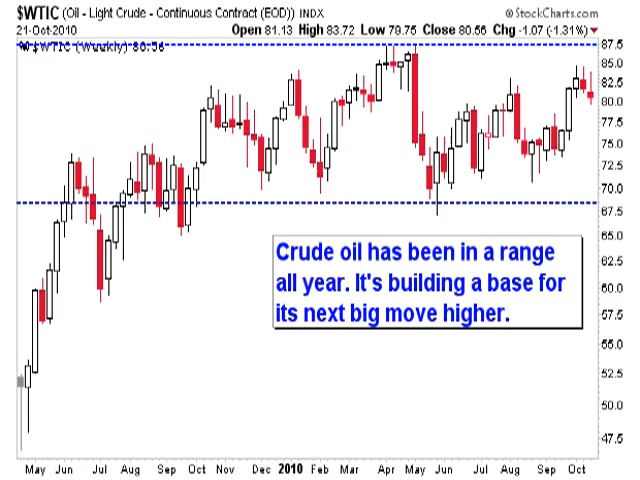 $WTIC (Oil - Light Crude - Continuous Contract (EOD)) INDX
© StockCharts.com
21-Oct-2010
Open 81.13 High 83.72 Low 79.75 Close 80.56 Chg -1.07 (-1.31%)
$WTIC (Weekly) 80.56
87.5
85.0
82.5
80.0
77.5
75.0
72.5
70.0
67.5
65.0
62.5
60.0
57.5
55.0
52.5
50.0
47.5
Crude oil has been in a range
all year. It's building a base for
its next big move higher.
May Jun Jul Aug Sep Oct Nov Dec 2010 Feb Mar Apr May Jun Jul Aug Sep Oct